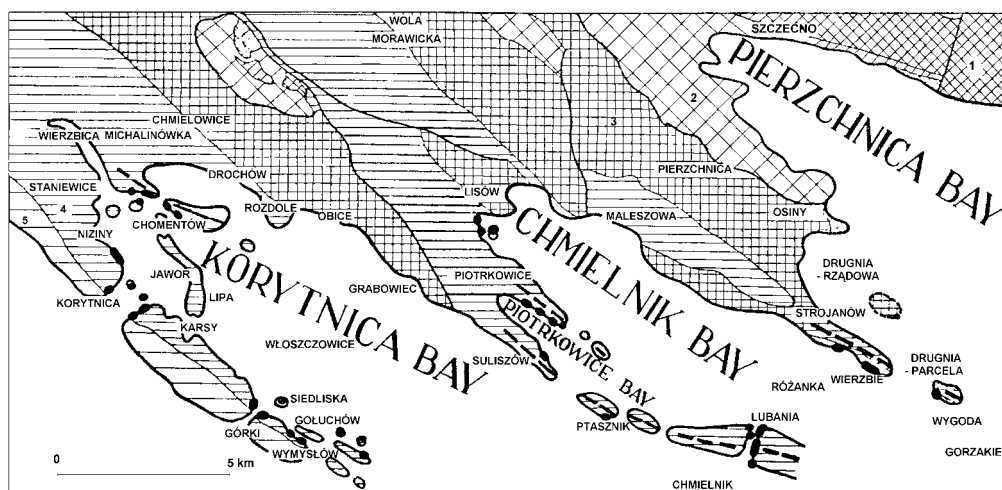 WOLA
MORAWICKA
SZCZECNO
1
PIERZCHNICA BAY
2
3
CHMIELOWICE
WIERZBICA
MICHALINÓWKA
PIERZCHNICA
DROCHÓW
STANIEWICE
LISÓW
5
4
ROZDOLE
OBICE
MALESZOWA
OSINY
CHOMENTÓW
NIZINY
CHMIELNIK BAY
KORYTNICA BAY
DRUGNIA
-RZĄDOWA
JAWOR
PIOTRKOWICE
GRABOWIEC
KORYTNICA
LIPA
STROJANÓW
KARSY
PIOTRKOWICE BAY
WŁOSZCZOWICE
SULISZÓW
DRUGNIA
-PARCELA
WIERZBIE
RÓŻANKA
SIEDLISKA
LUBANIA
WYGODA
GOŁUCHÓW
PTASZNIK
GÓRKI
WYMYSŁÓW
GORZAKIE
0
5 km
CHMIELNIK